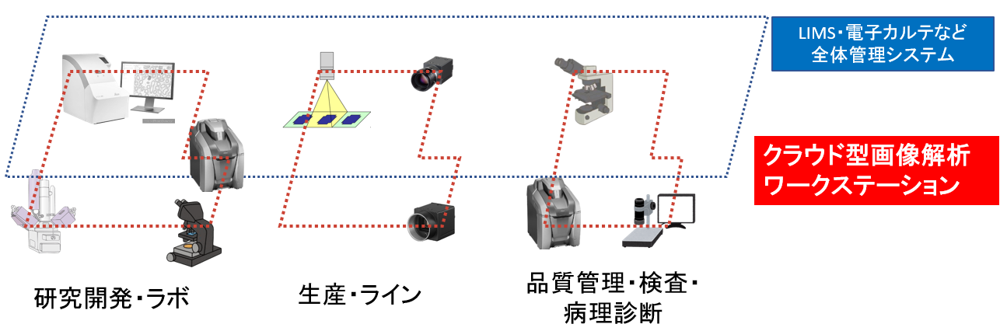 LIMS・電子カルテなど
全体管理システム
クラウド型画像解析
ワークステーション
研究開発・ラボ
生産・ライン
品質管理・検査・
病理診断